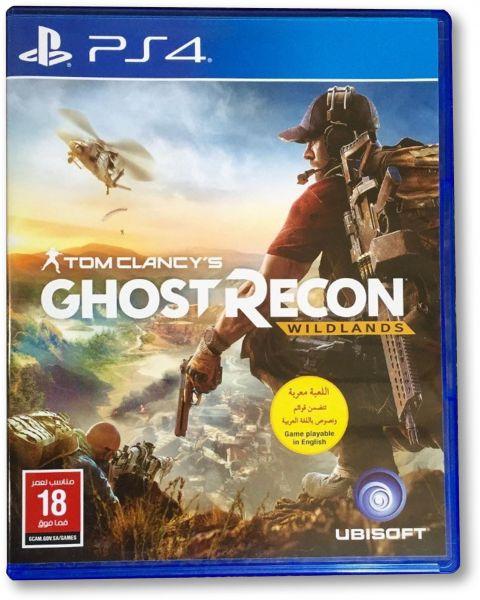 PS4
TOM CLANCY'S
GHOST RECON
WILDLANDS
اللعبة معربة
تتضمن قوائم
ونصوص باللغة العربية
Game playable
in English
مناسب لعمر
18
فما فوق
GCAM.GOV.SA/GAMES
UBISOFT